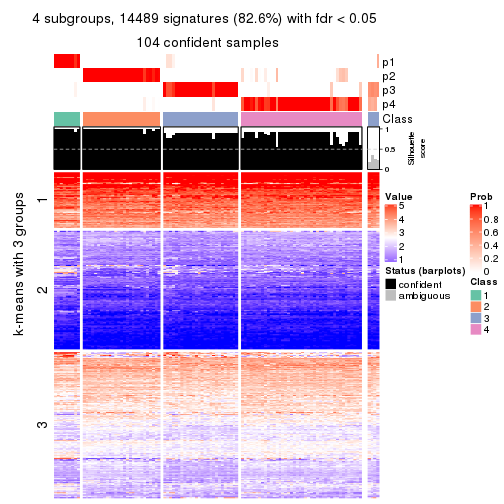 4 subgroups, 14489 signatures (82.6%) with fdr < 0.05
104 confident samples
p1
p2
p3
p4
Class
1
0.5
0
Silhouette
score
k-means with 3 groups
1
2
3
Value
5
4
3
2
1
Status (barplots)
confident
ambiguous
Prob
1
0.8
0.6
0.4
0.2
0
Class
1
2
3
4